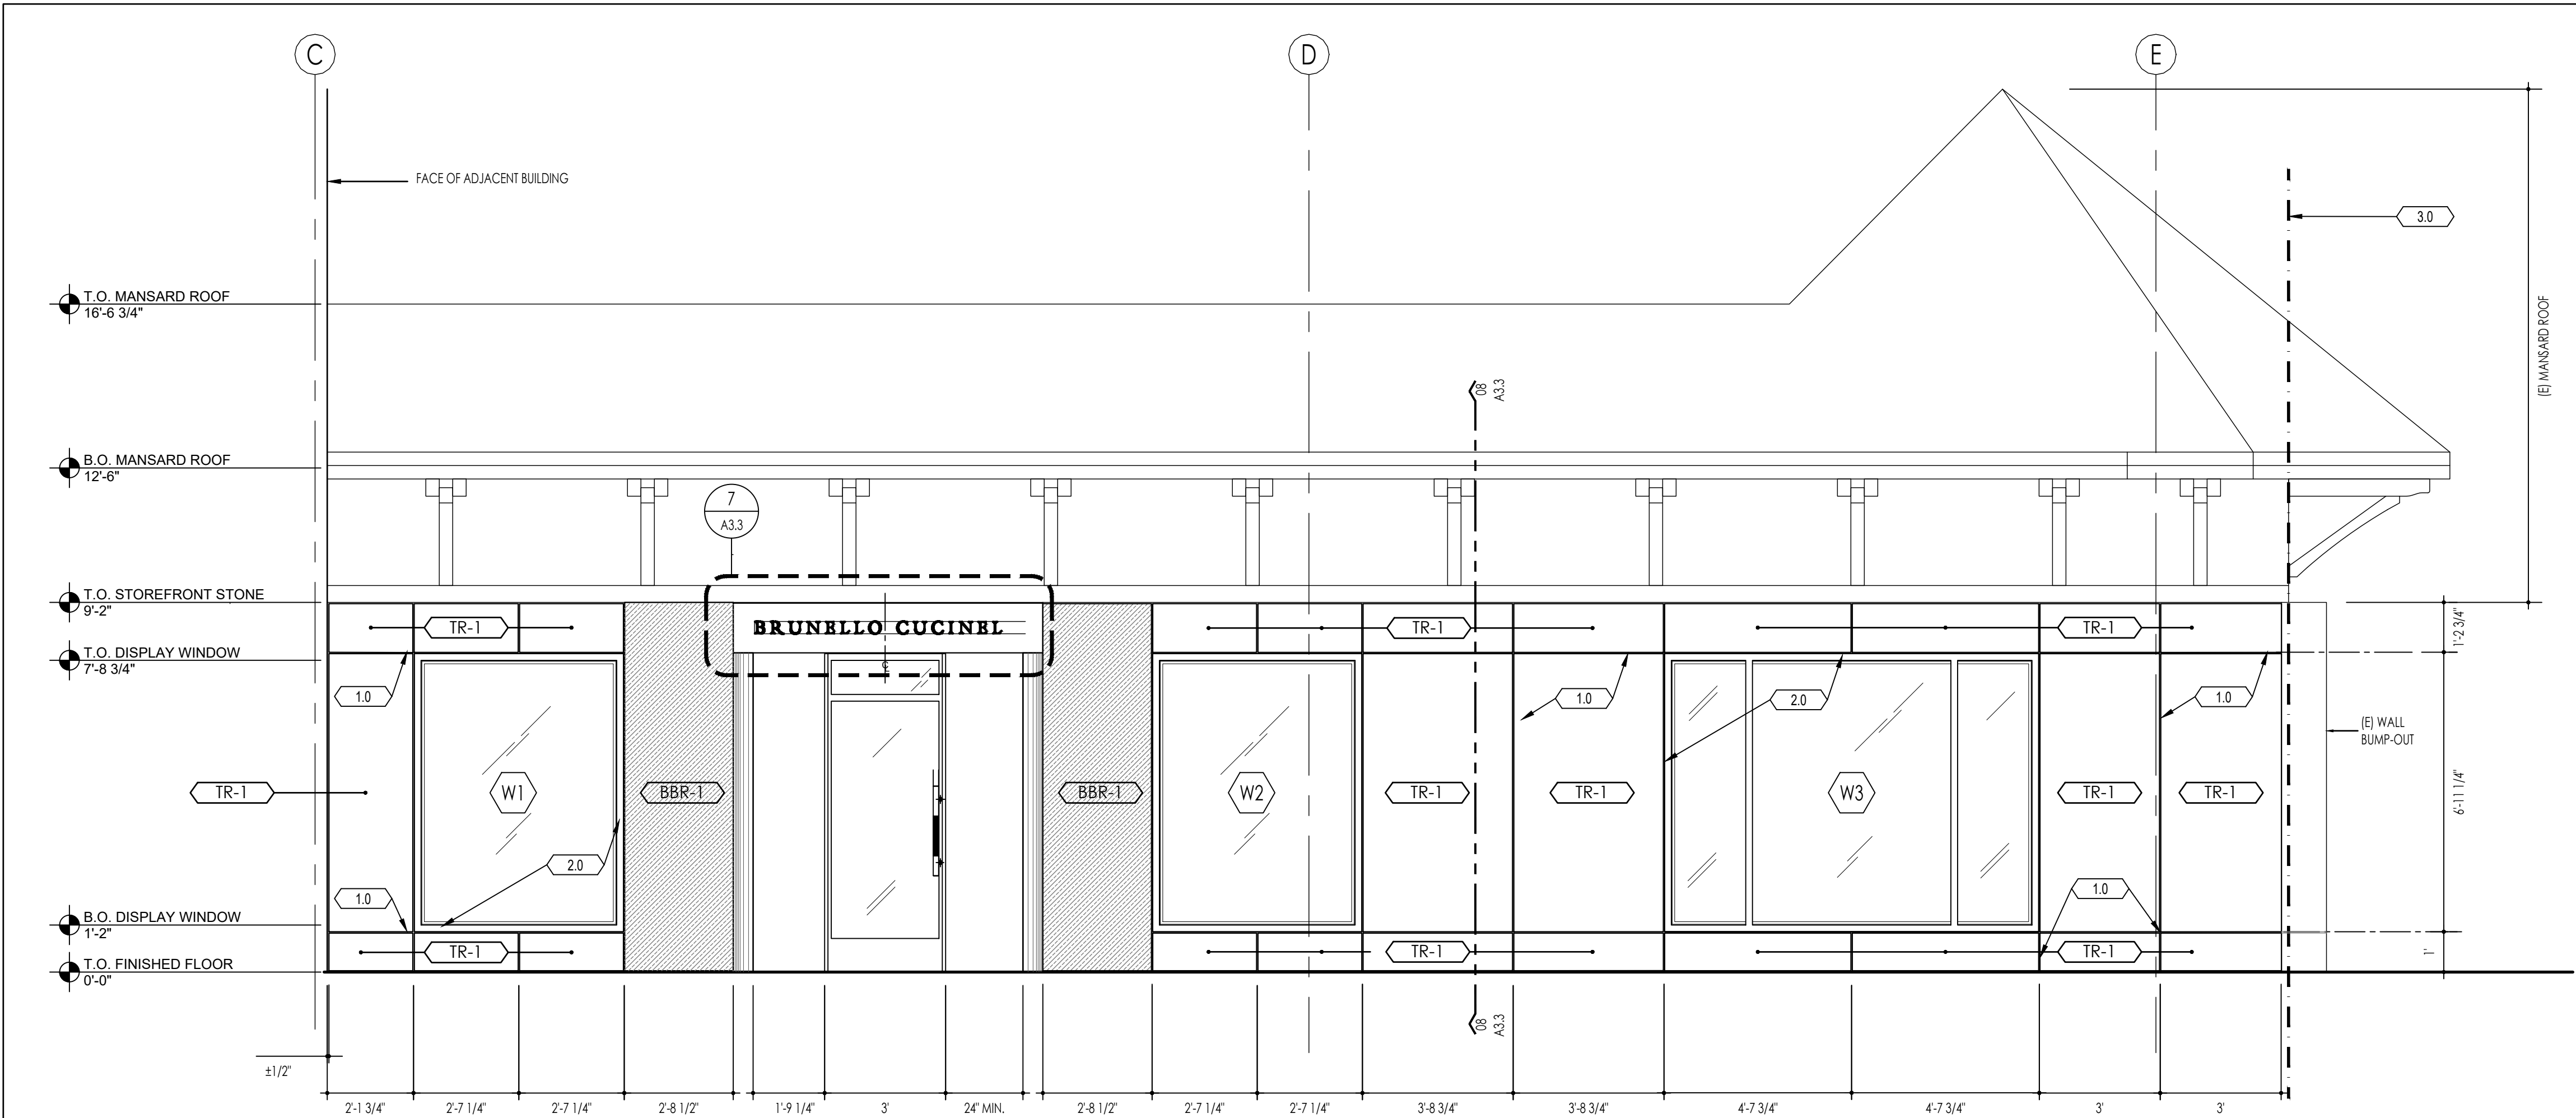 C
D
E
FACE OF ADJACENT BUILDING
3.0
T.O. MANSARD ROOF
16'-6 3/4"
(E) MANSARD ROOF
08
A3.3
B.O. MANSARD ROOF
12'-6"
7
A3.3
T.O. STOREFRONT STONE
9'-2"
TR-1
BRUNELLO CUCINEL
TR-1
TR-1
1'-2 3/4"
T.O. DISPLAY WINDOW
7'-8 3/4"
1.0
1.0
2.0
1.0
(E) WALL
BUMP-OUT
TR-1
W1
BBR-1
BBR-1
W2
TR-1
TR-1
W3
TR-1
TR-1
6'-11 1/4"
2.0
1.0
1.0
B.O. DISPLAY WINDOW
1'-2"
TR-1
TR-1
TR-1
1'
T.O. FINISHED FLOOR
0'-0"
08
A3.3
±1/2"
2'-1 3/4"
2'-7 1/4"
2'-7 1/4"
2'-8 1/2"
1'-9 1/4"
3'
24" MIN.
2'-8 1/2"
2'-7 1/4"
2'-7 1/4"
3'-8 3/4"
3'-8 3/4"
4'-7 3/4"
4'-7 3/4"
3'
3'